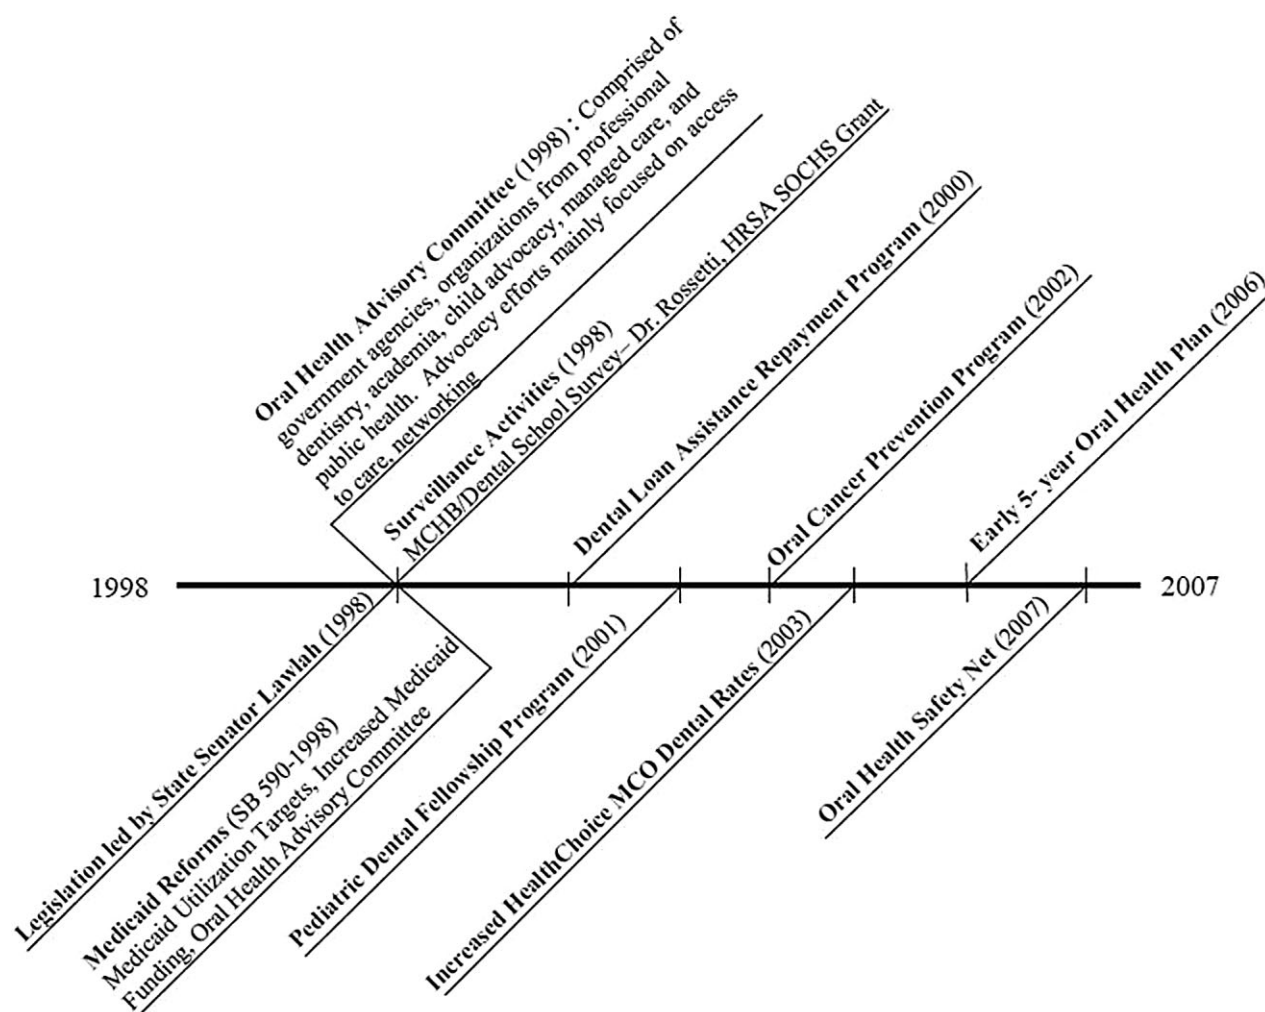 Oral Health Advisory Committee (1998) : Comprised of
government agencies, organizations from professional
dentistry, academia, child advocacy, managed care, and
public health. Advocacy efforts mainly focused on access
to care, networking
Surveillance Activities (1998)
MCHB/Dental School Survey– Dr. Rossetti, HRSA SOCHS Grant
Dental Loan Assistance Repayment Program (2000)
Oral Cancer Prevention Program (2002)
Early 5- year Oral Health Plan (2006)
1998
2007
Legislation led by State Senator Lawlah (1998)
Medicaid Reforms (SB 590-1998)
Medicaid Utilization Targets, Increased Medicaid
Funding, Oral Health Advisory Committee
Pediatric Dental Fellowship Program (2001)
Increased HealthChoice MCO Dental Rates (2003)
Oral Health Safety Net (2007)